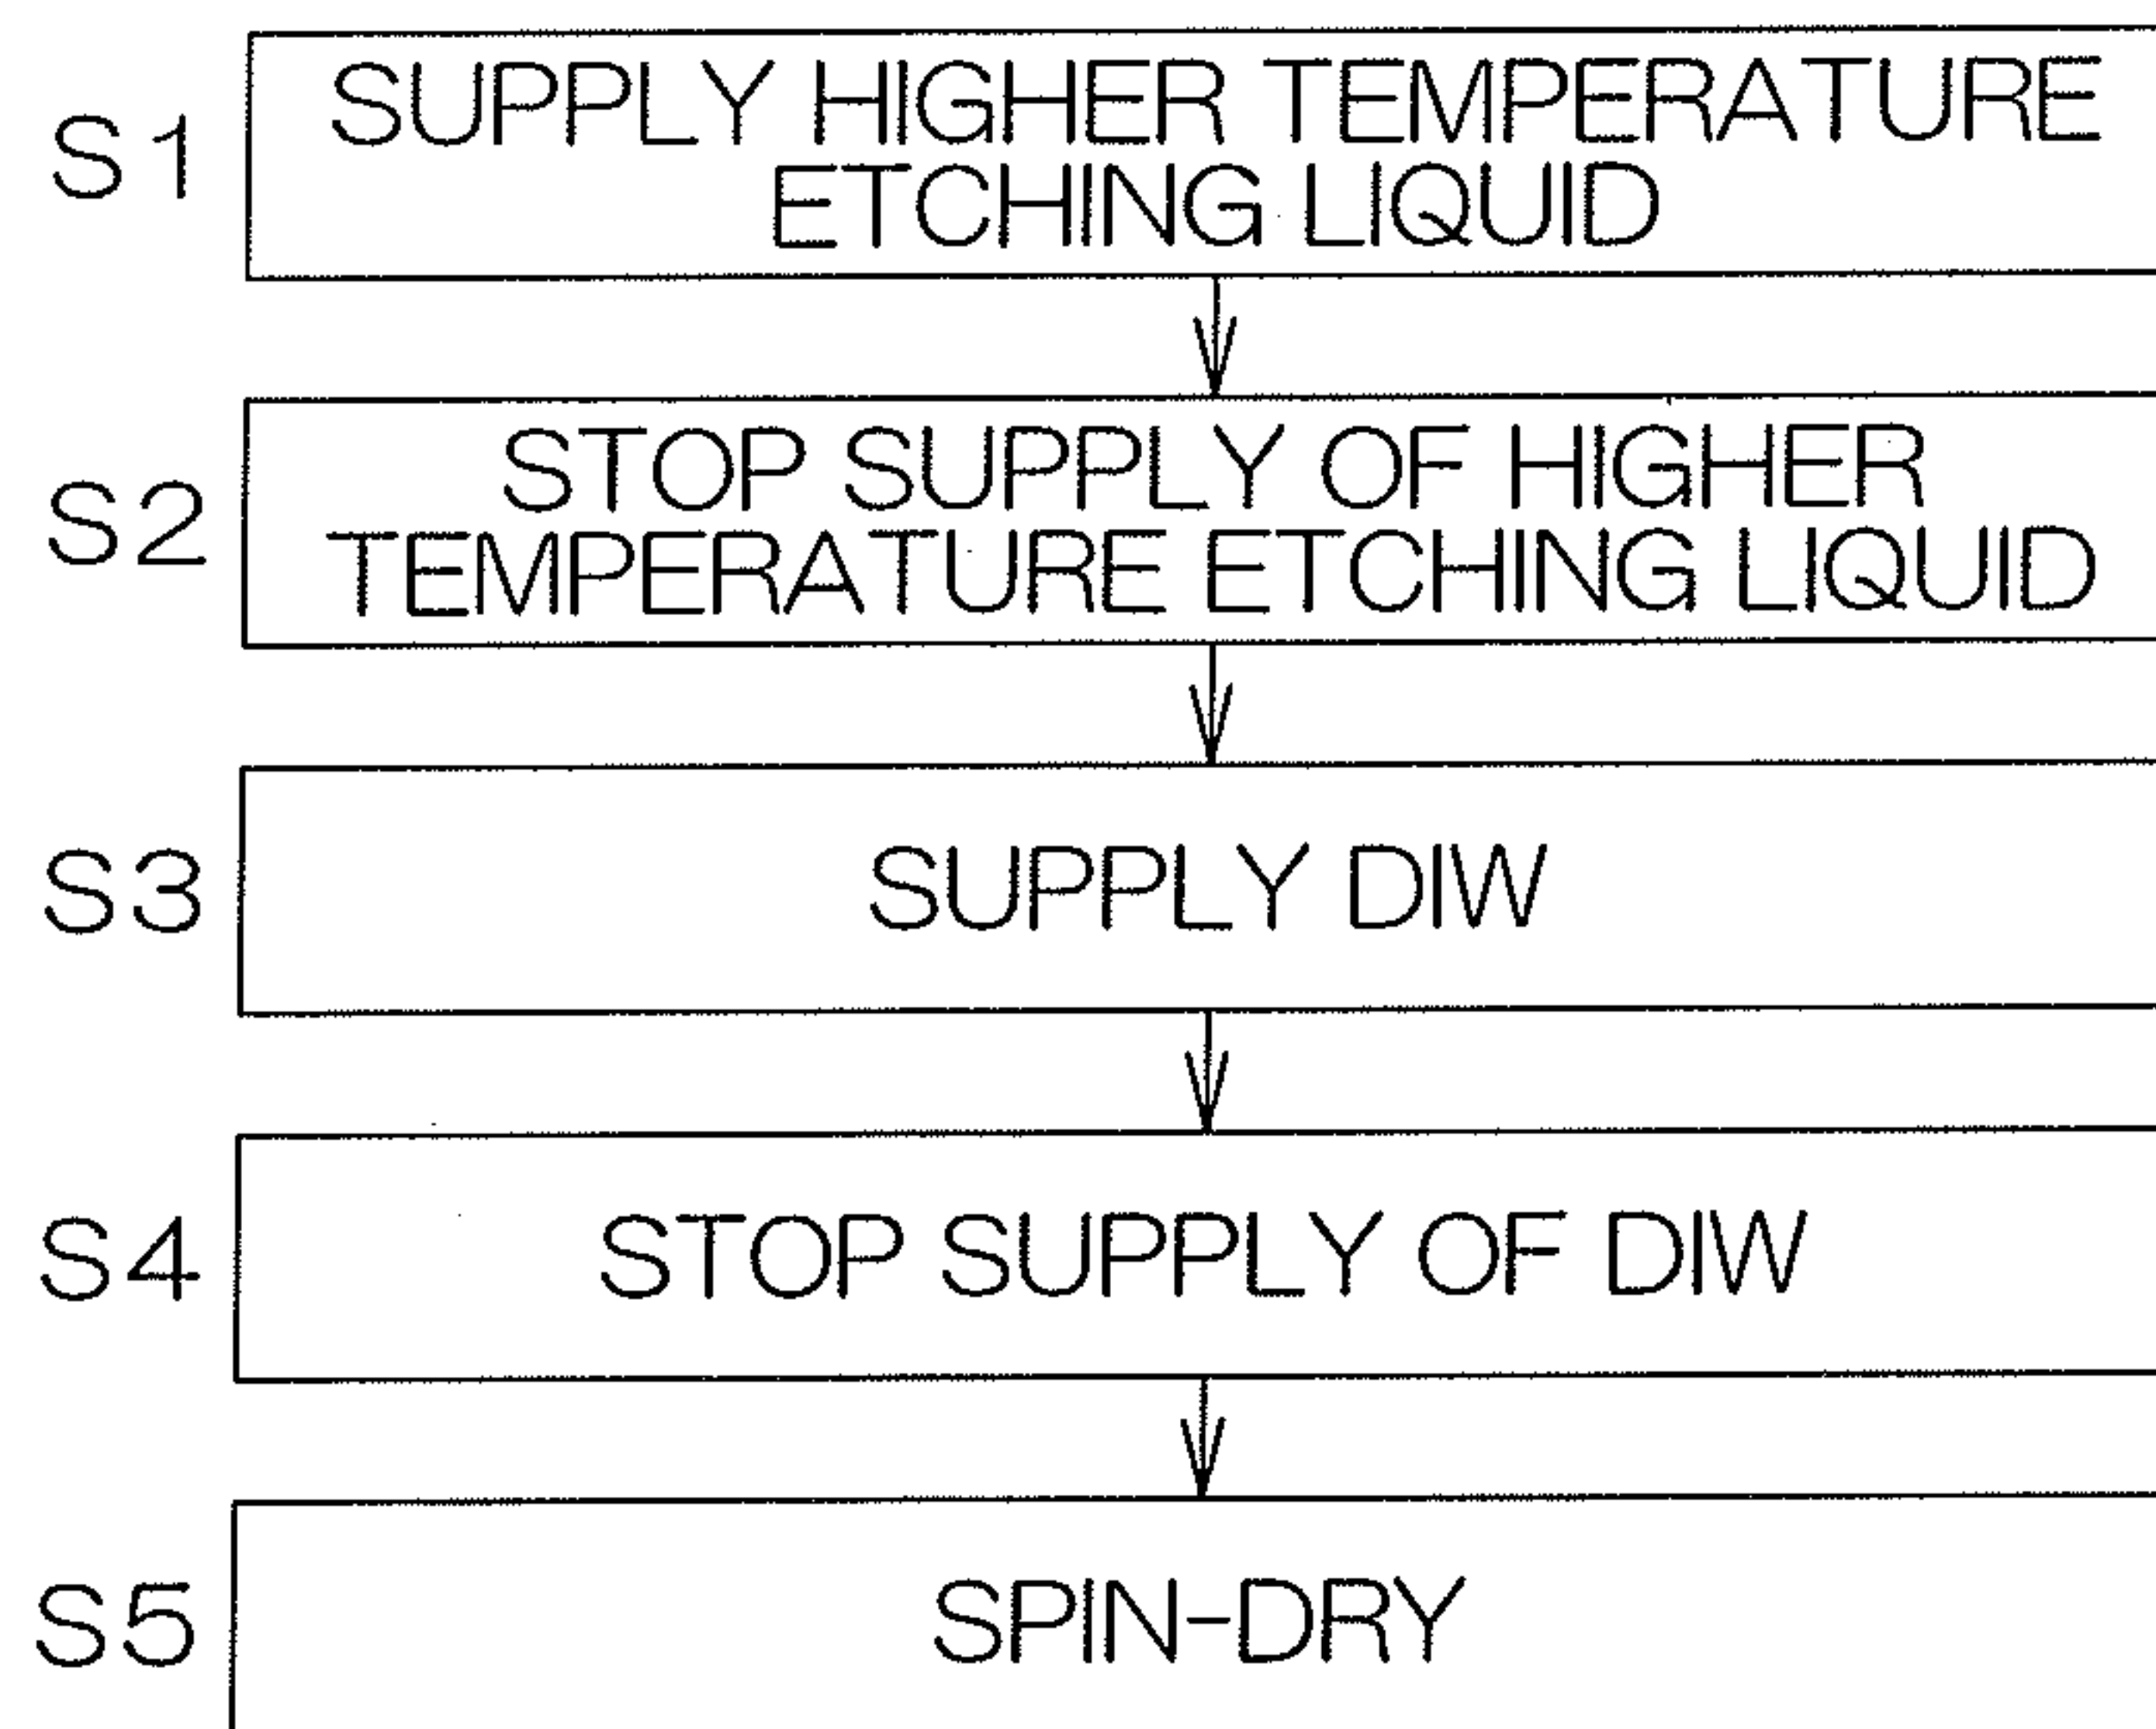 S1
SUPPLY HIGHER TEMPERATURE
ETCHING LIQUID
S2
STOP SUPPLY OF HIGHER
TEMPERATURE ETCHING LIQUID
S3
SUPPLY DIW
S4
STOP SUPPLY OF DIW
S5
SPIN-DRY